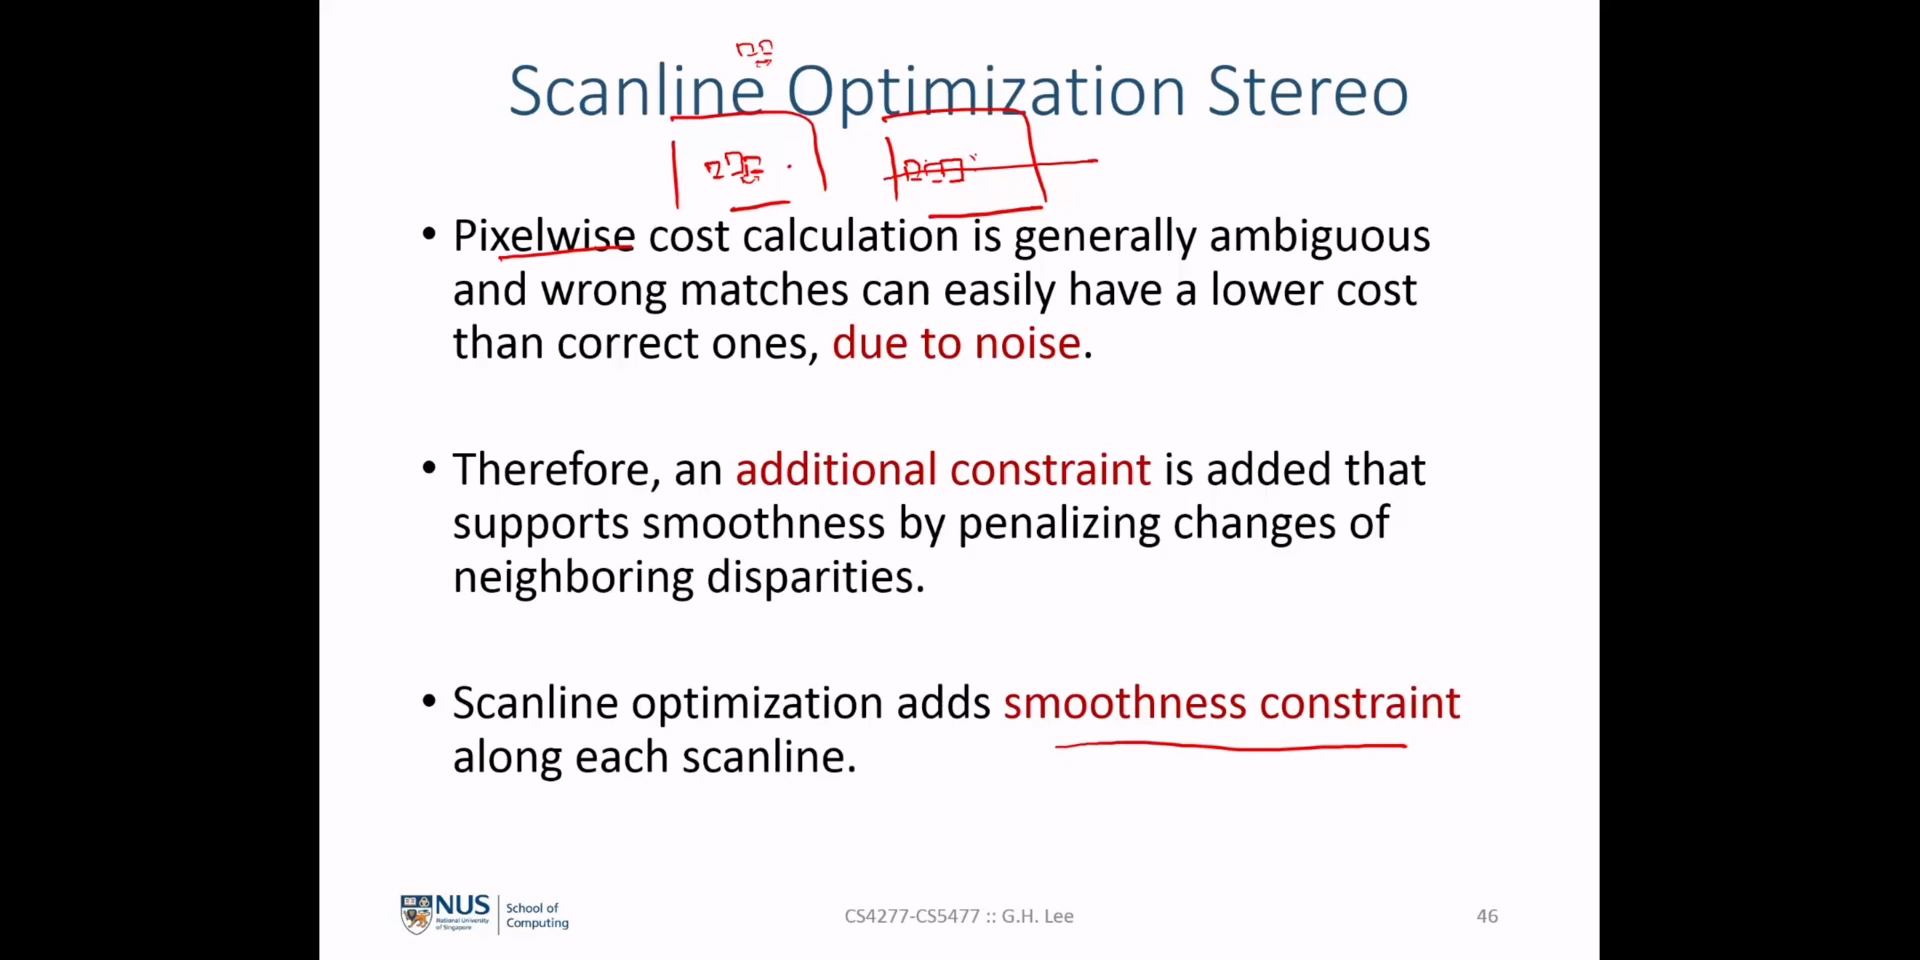 Scanline Optimization Stereo
• Pixelwise cost calculation is generally ambiguous
and wrong matches can easily have a lower cost
than correct ones, due to noise.
• Therefore, an additional constraint is added that
supports smoothness by penalizing changes of
neighboring disparities.
• Scanline optimization adds smoothness constraint
along each scanline.
NUS
National University
of Singapore
School of
Computing
CS4277-CS5477 :: G.H. Lee
46